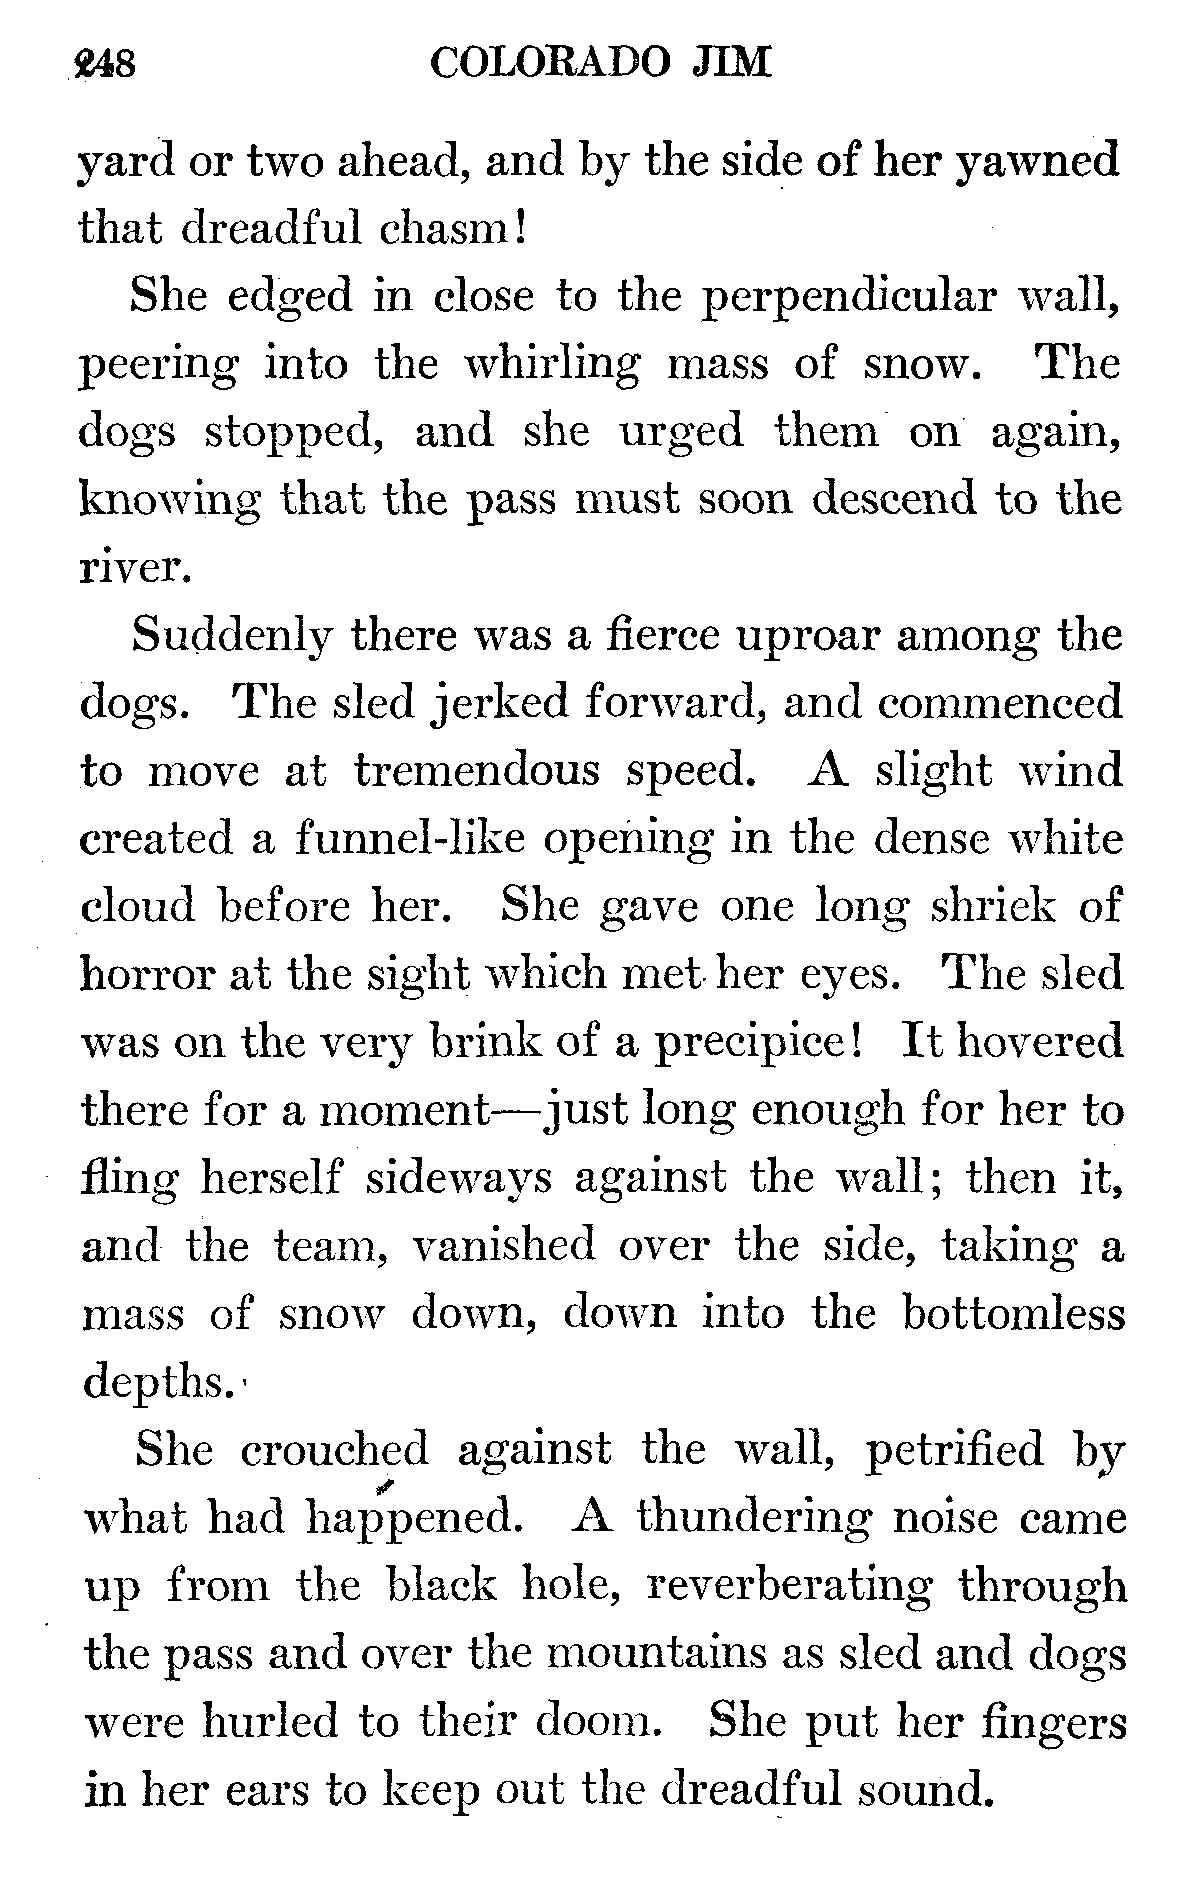 248 COLORADO JIM
yard or two ahead, and by the side of her yawned
that dreadful chasm!
She edged in close to the perpendicular wall,
peering into the whirling mass of snow. The
dogs stopped, and she urged them on again,
knowing that the pass must soon descend to the
river.
Suddenly there was a fierce uproar among the
dogs. The sled jerked forward, and commenced
to move at tremendous speed. A slight wind
created a funnel-like opening in the dense white
cloud before her. She gave one long shriek of
horror at the sight which met her eyes. The sled
was on the very brink of a precipice! It hovered
there for a moment—just long enough for her to
fling herself sideways against the wall; then it,
and the team, vanished over the side, taking a
mass of snow down, down into the bottomless
depths.
She crouched against the wall, petrified by
what had happened. A thundering noise came
up from the black hole, reverberating through
the pass and over the mountains as sled and dogs
were hurled to their doom. She put her fingers
in her ears to keep out the dreadful sound.